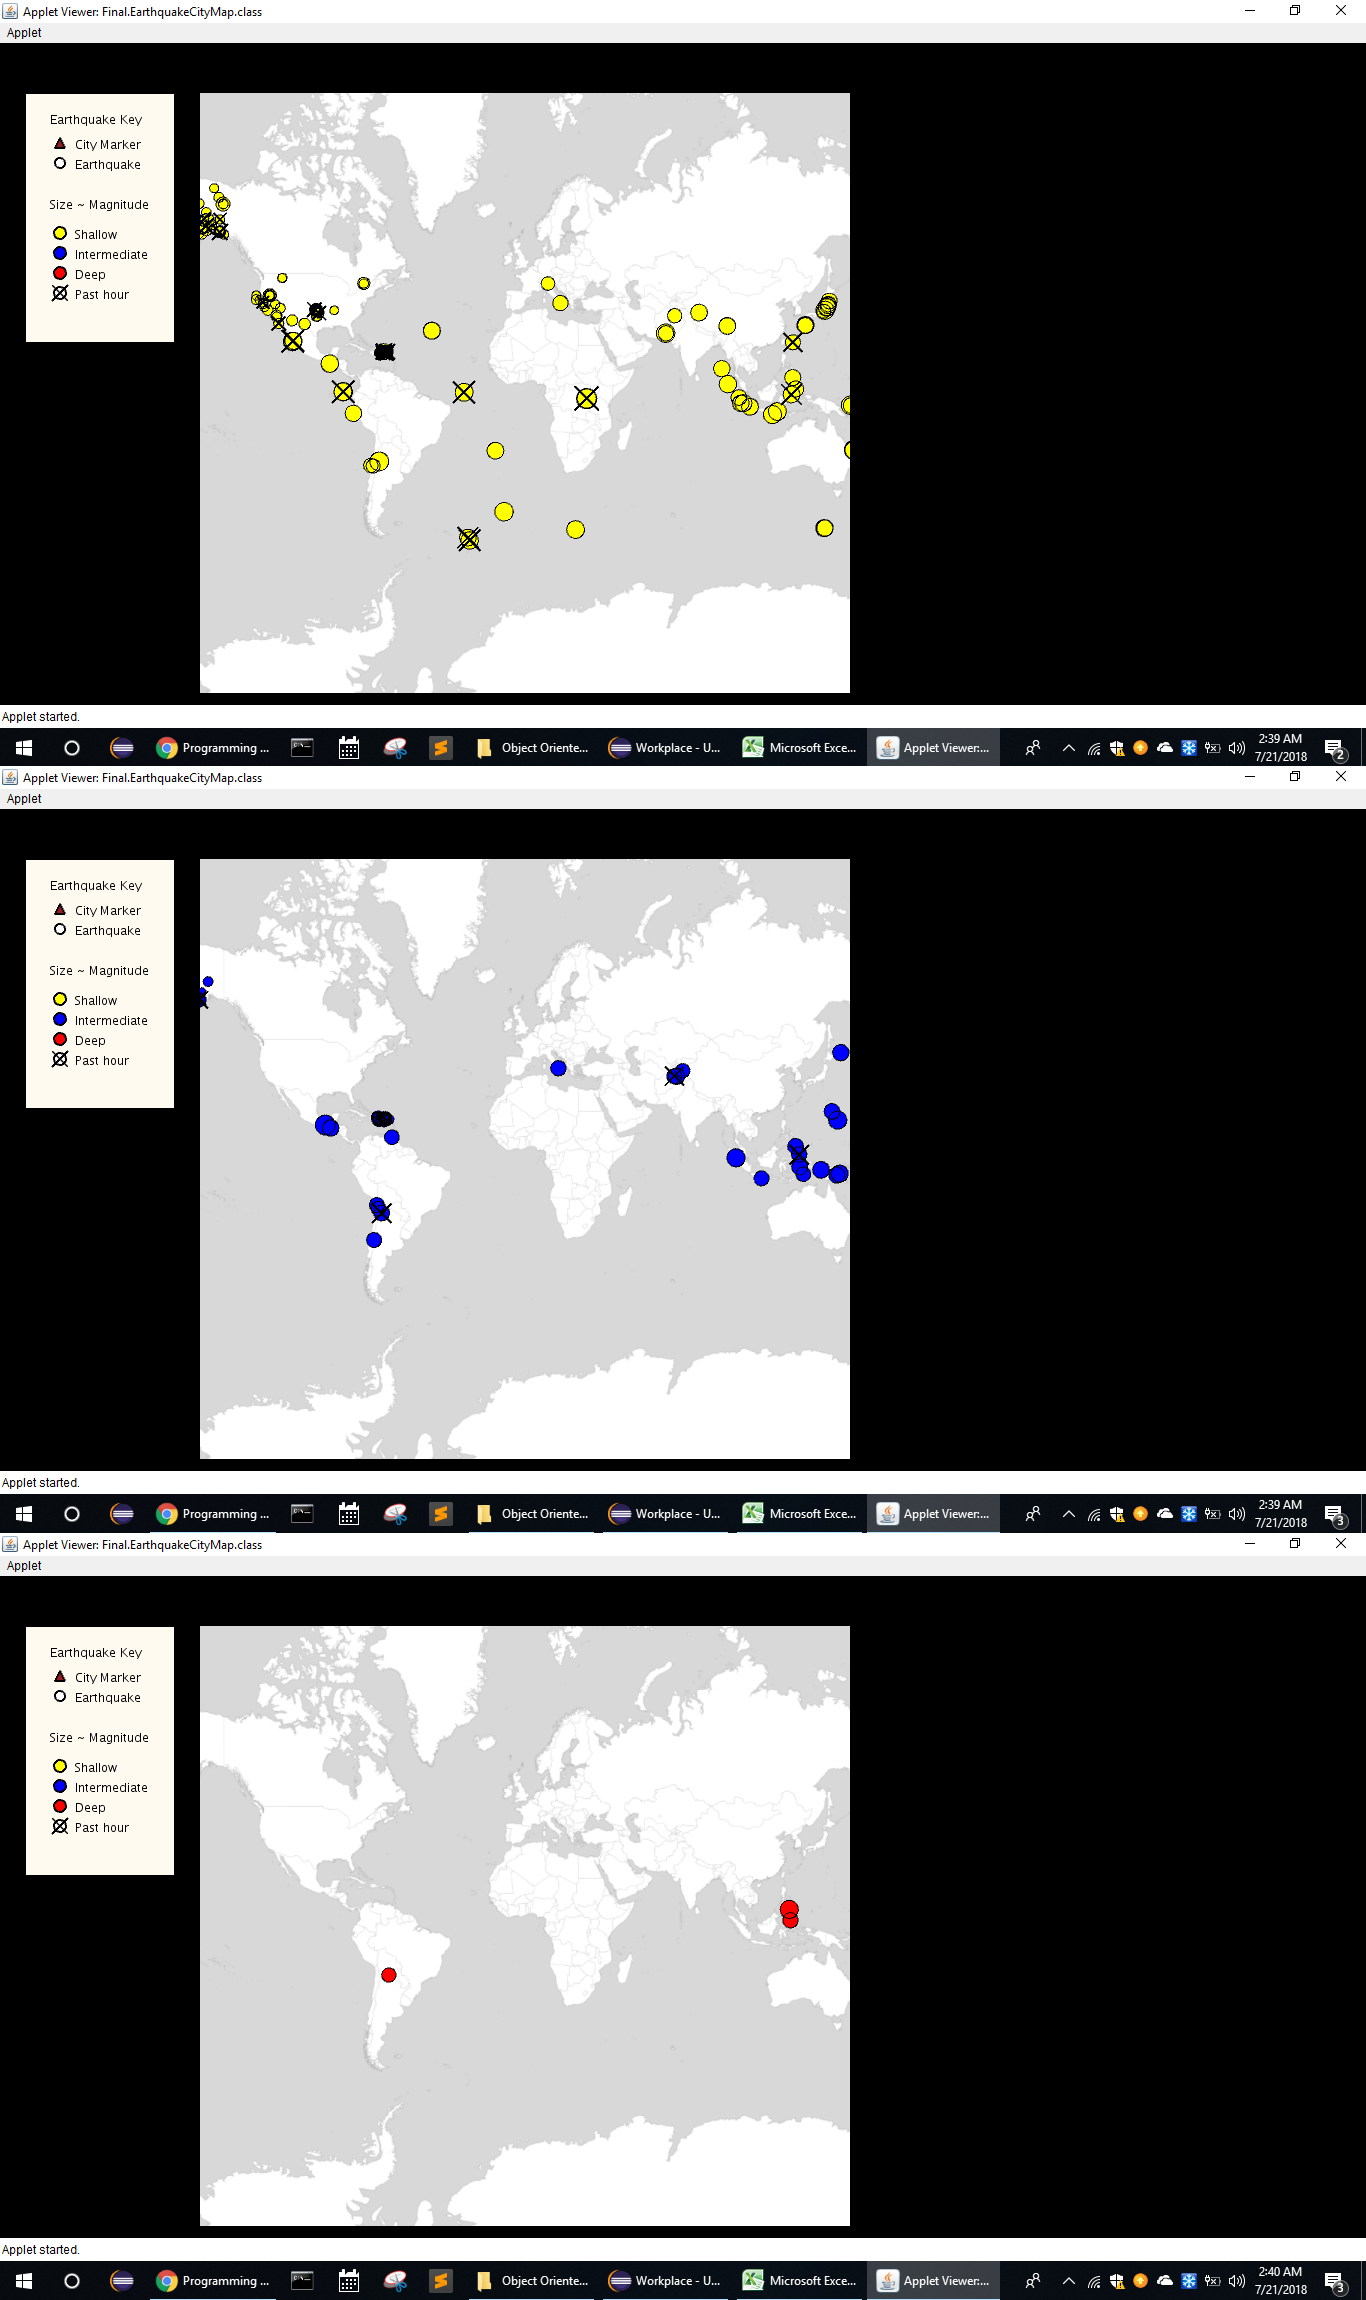 Applet Viewer: Final.EarthquakeCityMap.class
Applet
Earthquake Key
City Marker
Earthquake
Size ~ Magnitude
Shallow
Intermediate
Deep
Past hour
Applet started.
Programming ...
Object Oriente...
Workplace - U...
Microsoft Exce...
Applet Viewer:...
2:39 AM
7/21/2018
2
Applet Viewer: Final.EarthquakeCityMap.class
Applet
Earthquake Key
City Marker
Earthquake
Size ~ Magnitude
Shallow
Intermediate
Deep
Past hour
Applet started.
Programming ...
Object Oriente...
Workplace - U...
Microsoft Exce...
Applet Viewer:...
2:39 AM
7/21/2018
3
Applet Viewer: Final.EarthquakeCityMap.class
Applet
Earthquake Key
City Marker
Earthquake
Size ~ Magnitude
Shallow
Intermediate
Deep
Past hour
Applet started.
Programming ...
Object Oriente...
Workplace - U...
Microsoft Exce...
Applet Viewer:...
2:40 AM
7/21/2018
3